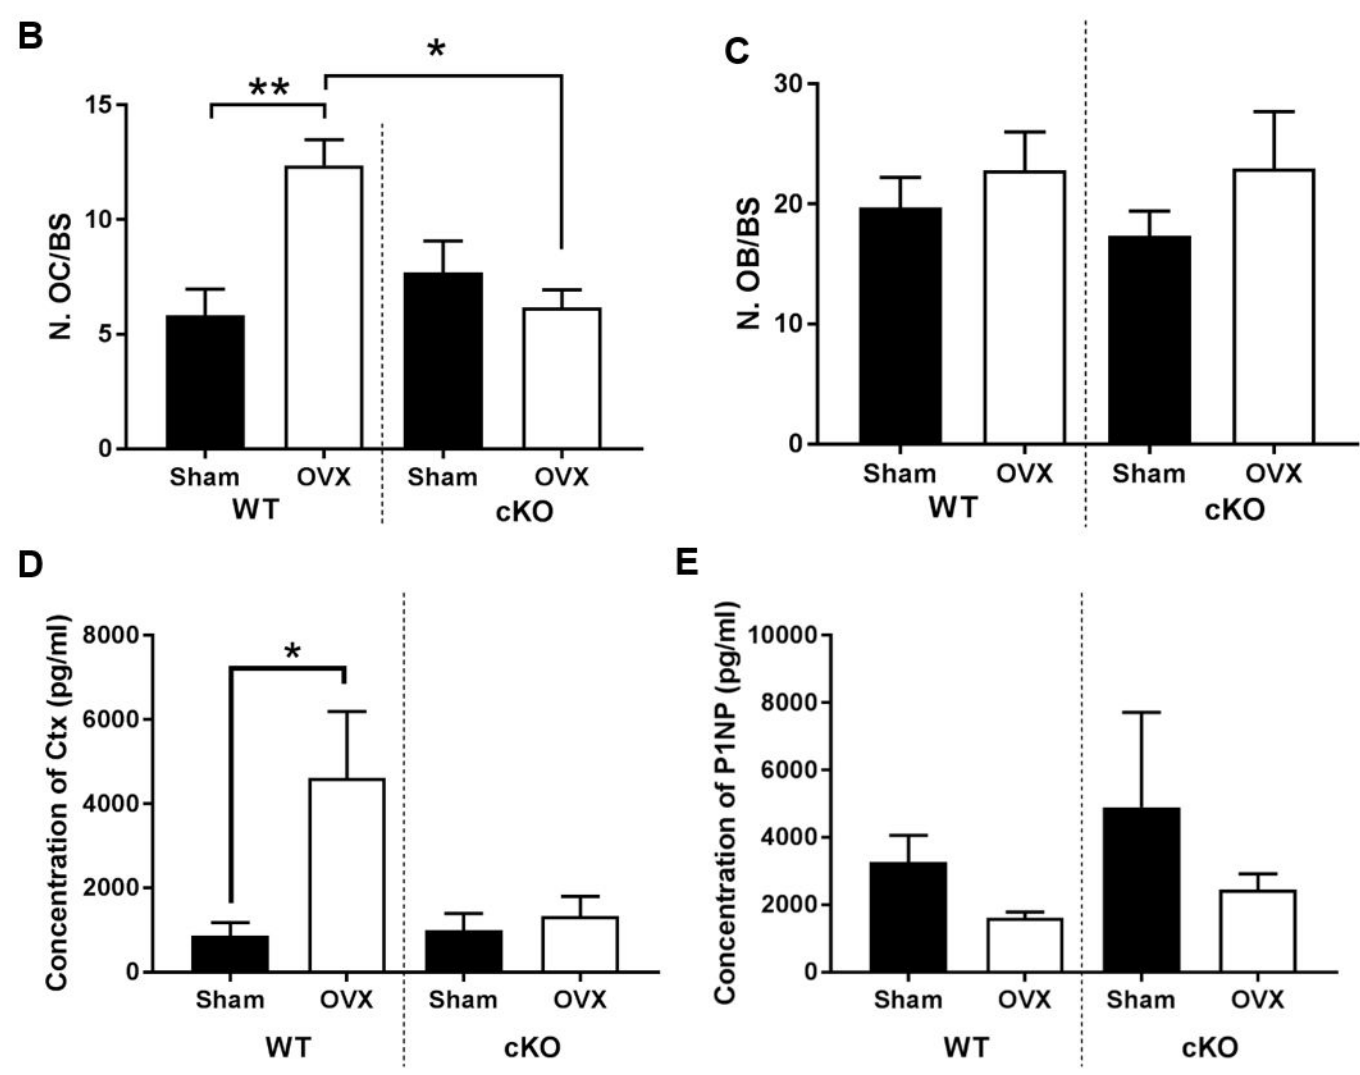 B
*
**
15
10
5
0
N. OC/BS
Sham OVX Sham OVX
WT cKO
C
30
20
10
0
N. OB/BS
Sham OVX Sham OVX
WT cKO
D
*
8000
6000
4000
2000
0
Concentration of Ctx (pg/ml)
Sham OVX Sham OVX
WT cKO
E
10000
8000
6000
4000
2000
0
Concentration of P1NP (pg/ml)
Sham OVX Sham OVX
WT cKO